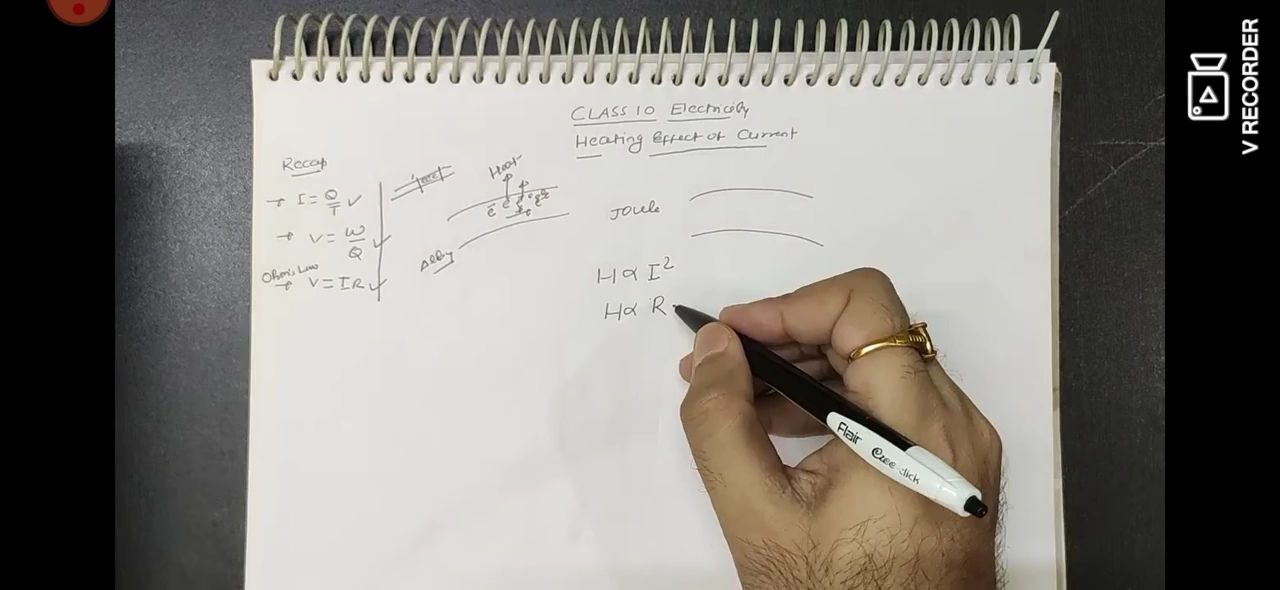 CLASS 10 Electricity
Heating Effect of Current
Recap
→ I = Q/T ✓
→ V = W/Q ✓
Ohm's Law
→ V = IR ✓
Heat
Alloy
Joule
H ∝ I²
H ∝ R
Flair
V RECORDER